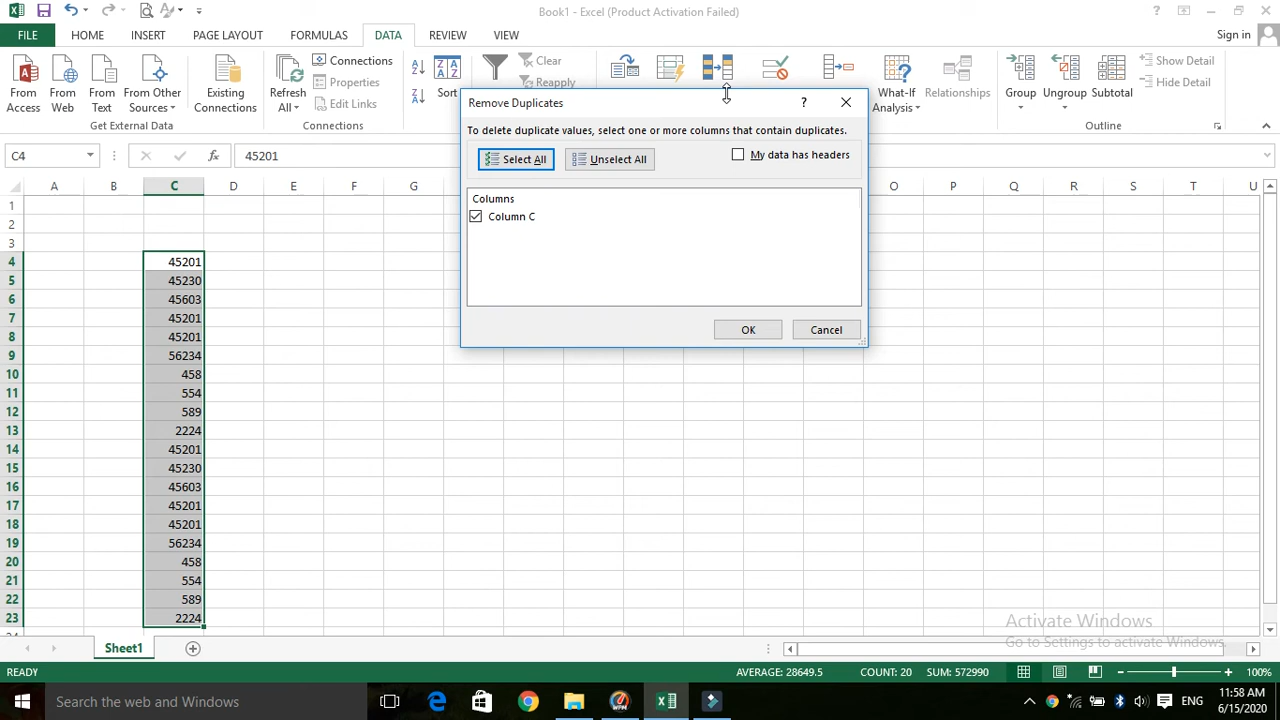 Book1 - Excel (Product Activation Failed)
FILE HOME INSERT PAGE LAYOUT FORMULAS DATA REVIEW VIEW Sign in
From Access
From Web
From Text
From Other Sources
Existing Connections
Get External Data
Refresh All
Connections
Properties
Edit Links
Connections
Sort
Clear
Reapply
What-If Analysis
Relationships
Group
Ungroup
Subtotal
Show Detail
Hide Detail
Outline
Remove Duplicates
To delete duplicate values, select one or more columns that contain duplicates.
Select All
Unselect All
My data has headers
Columns
Column C
OK Cancel
C4 fx 45201
A B C D E F G O P Q R S T U
1
2
3
4 45201
5 45230
6 45603
7 45201
8 45201
9 56234
10 458
11 554
12 589
13 2224
14 45201
15 45230
16 45603
17 45201
18 45201
19 56234
20 458
21 554
22 589
23 2224
Activate Windows
Go to Settings to activate Windows.
Sheet1
READY AVERAGE: 28649.5 COUNT: 20 SUM: 572990 100%
Search the web and Windows
ENG
11:58 AM
6/15/2020